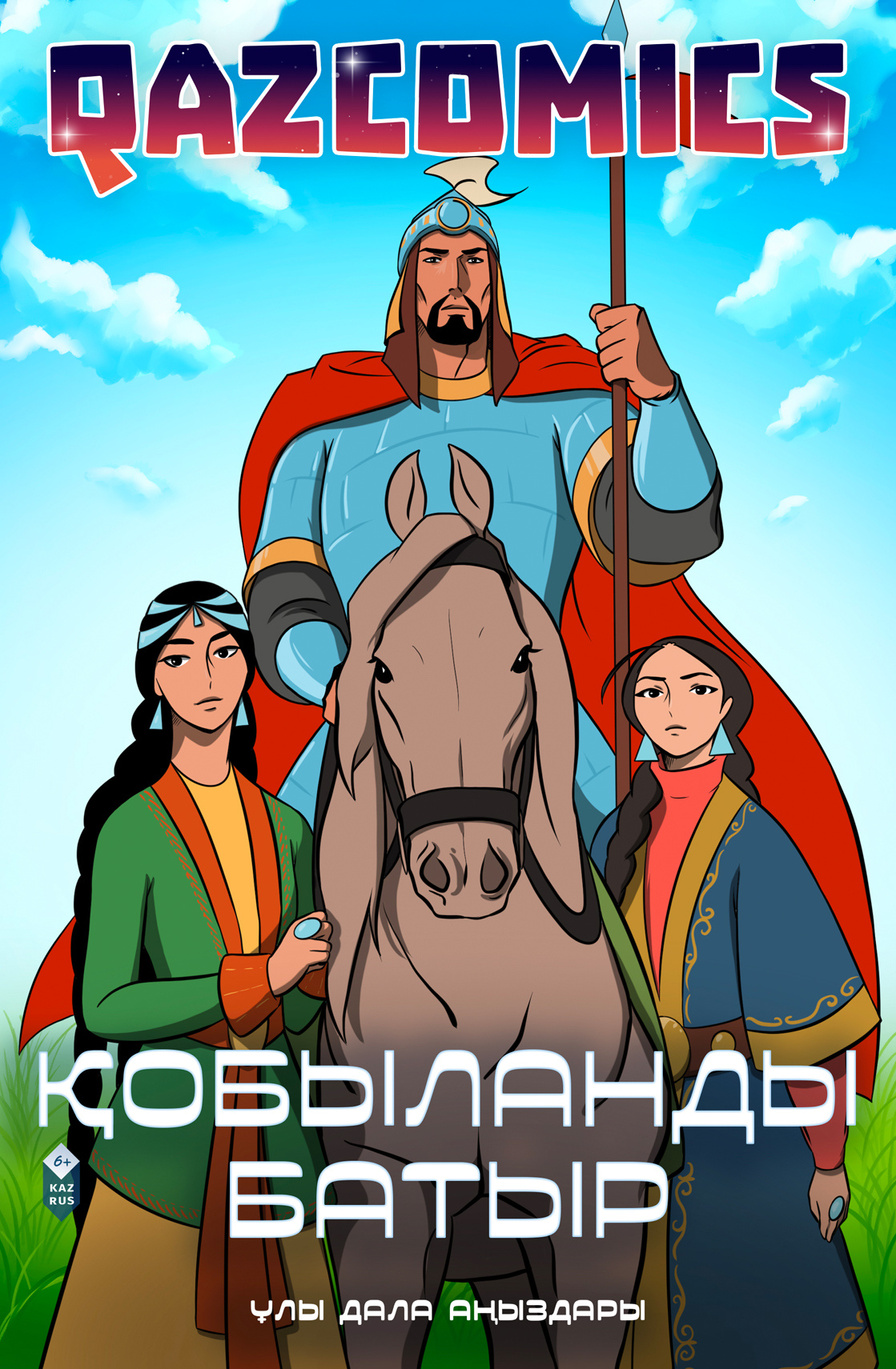 QAZCOMICS
ҚОБЫЛАНДЫ
БАТЫР
6+
KAZ
RUS
ҰЛЫ ДАЛА АҢЫЗДАРЫ